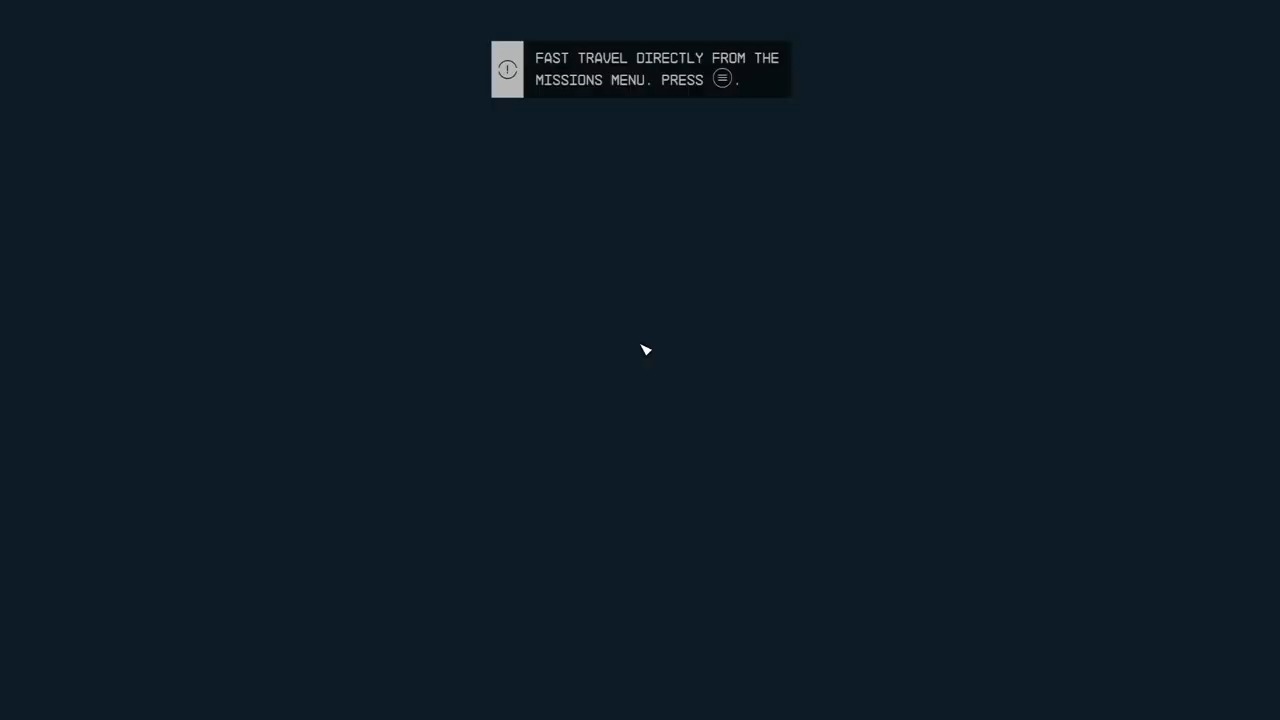 FAST TRAVEL DIRECTLY FROM THE
MISSIONS MENU. PRESS .